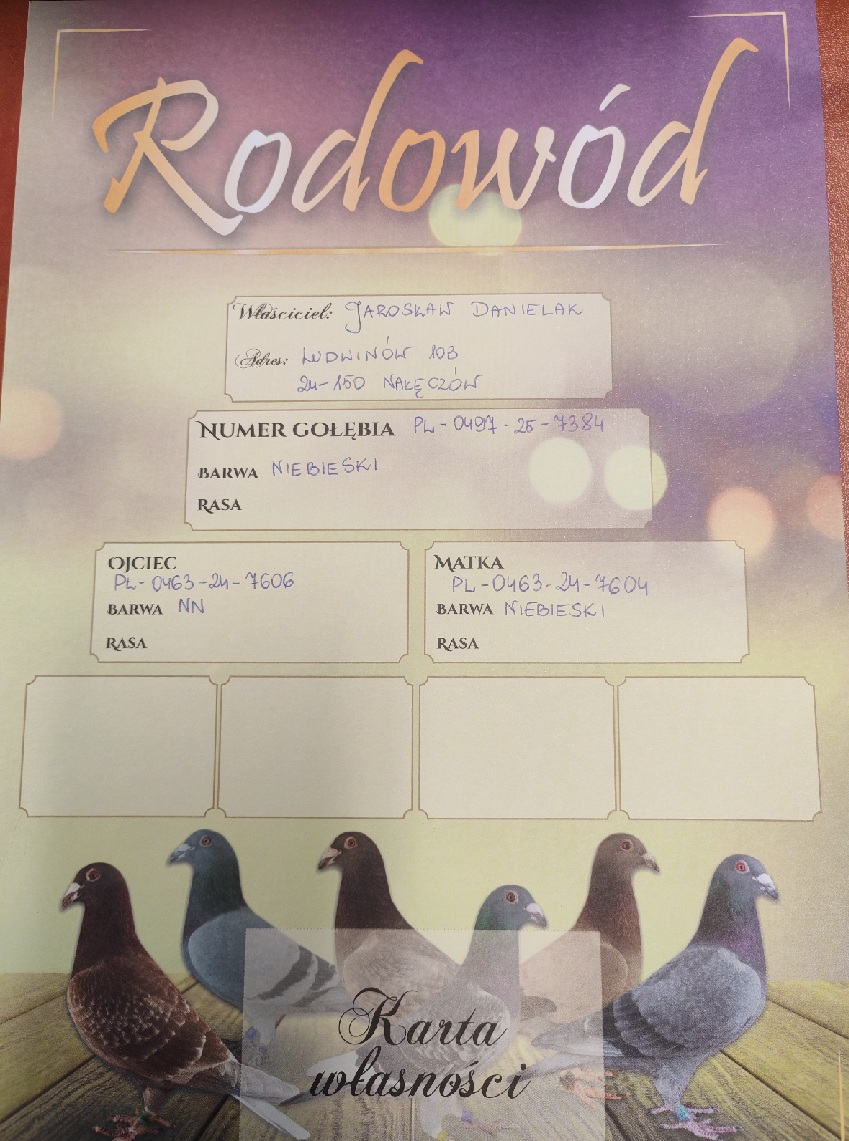 Rodowód
Właściciel: JAROSŁAW DANIELAK
Adres: LUDWINÓW 103
24-150 NAŁĘCZÓW
NUMER GOŁĘBIA PL-0497-25-7384
BARWA NIEBIESKI
RASA
OJCIEC
PL-0463-24-7606
BARWA NN
RASA
MATKA
PL-0463-24-7604
BARWA NIEBIESKI
RASA
Karta
własności